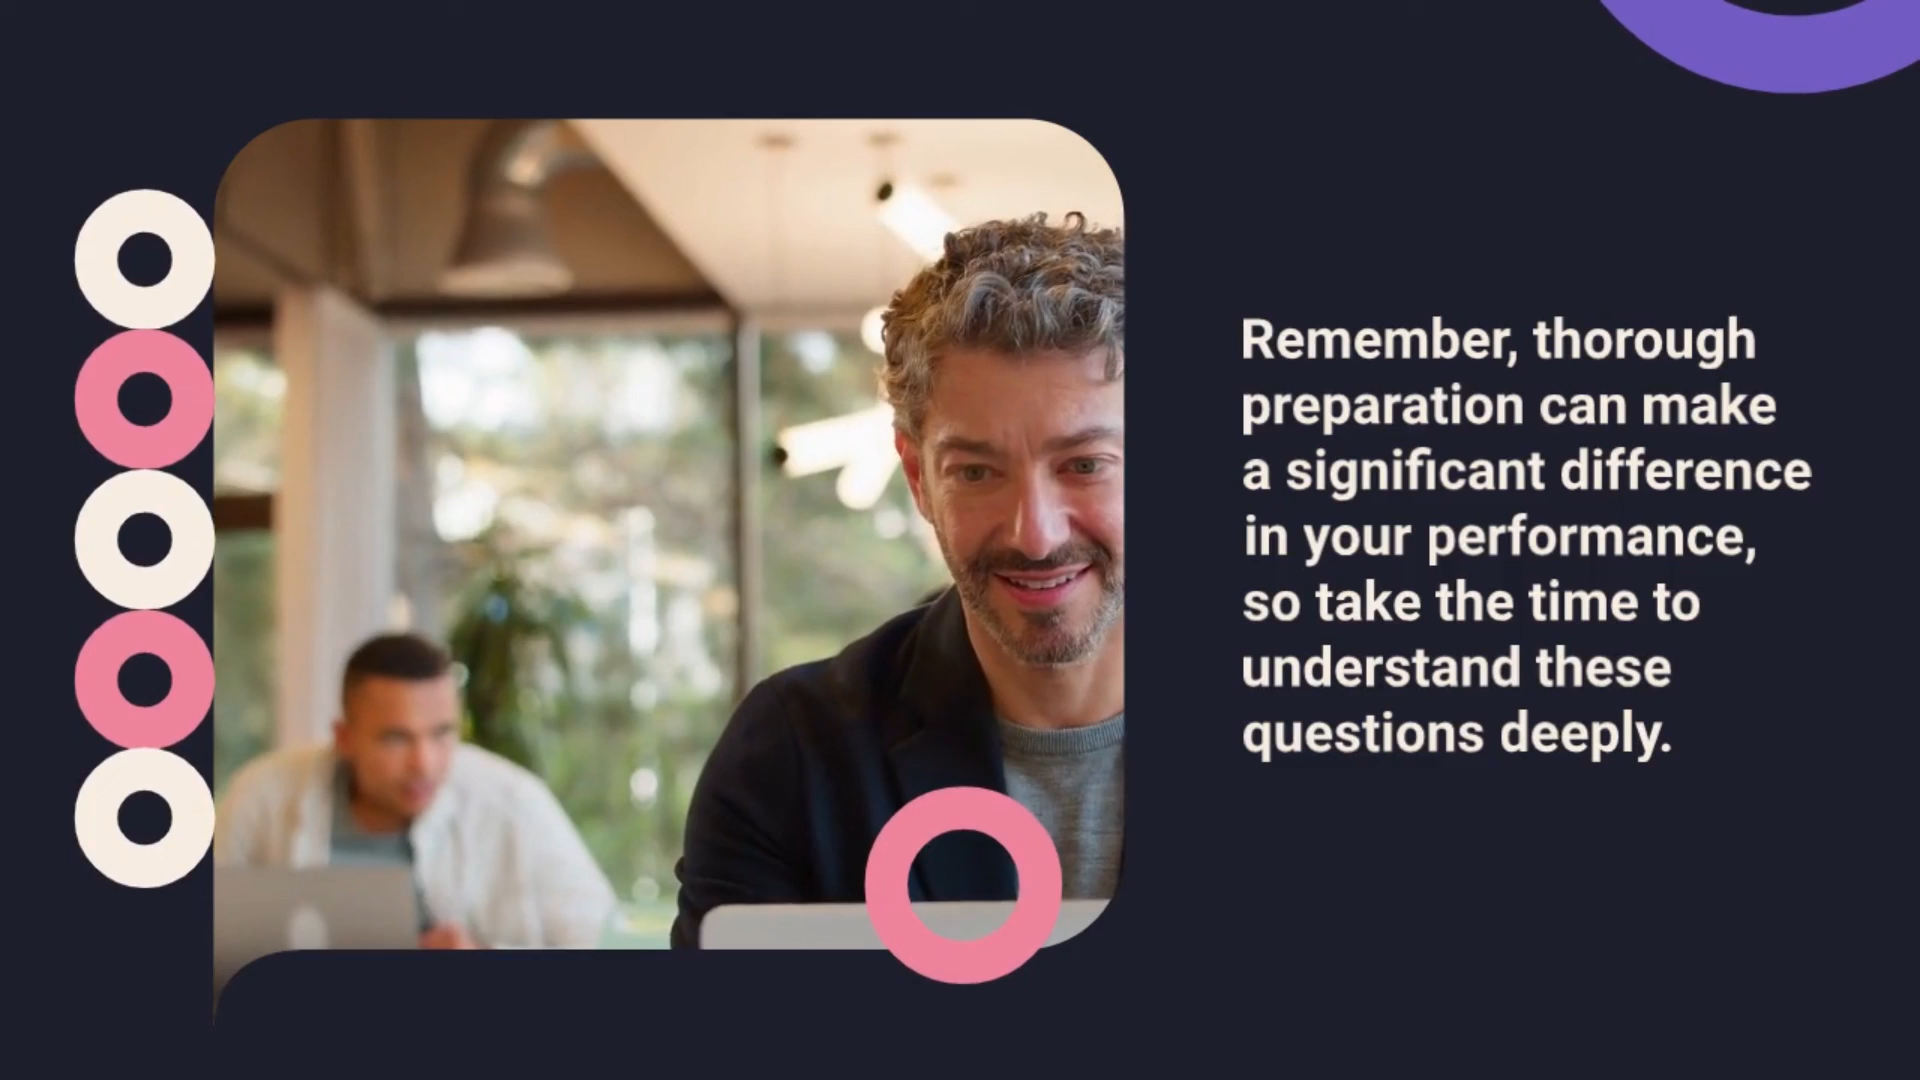 Remember, thorough
preparation can make
a significant difference
in your performance,
so take the time to
understand these
questions deeply.